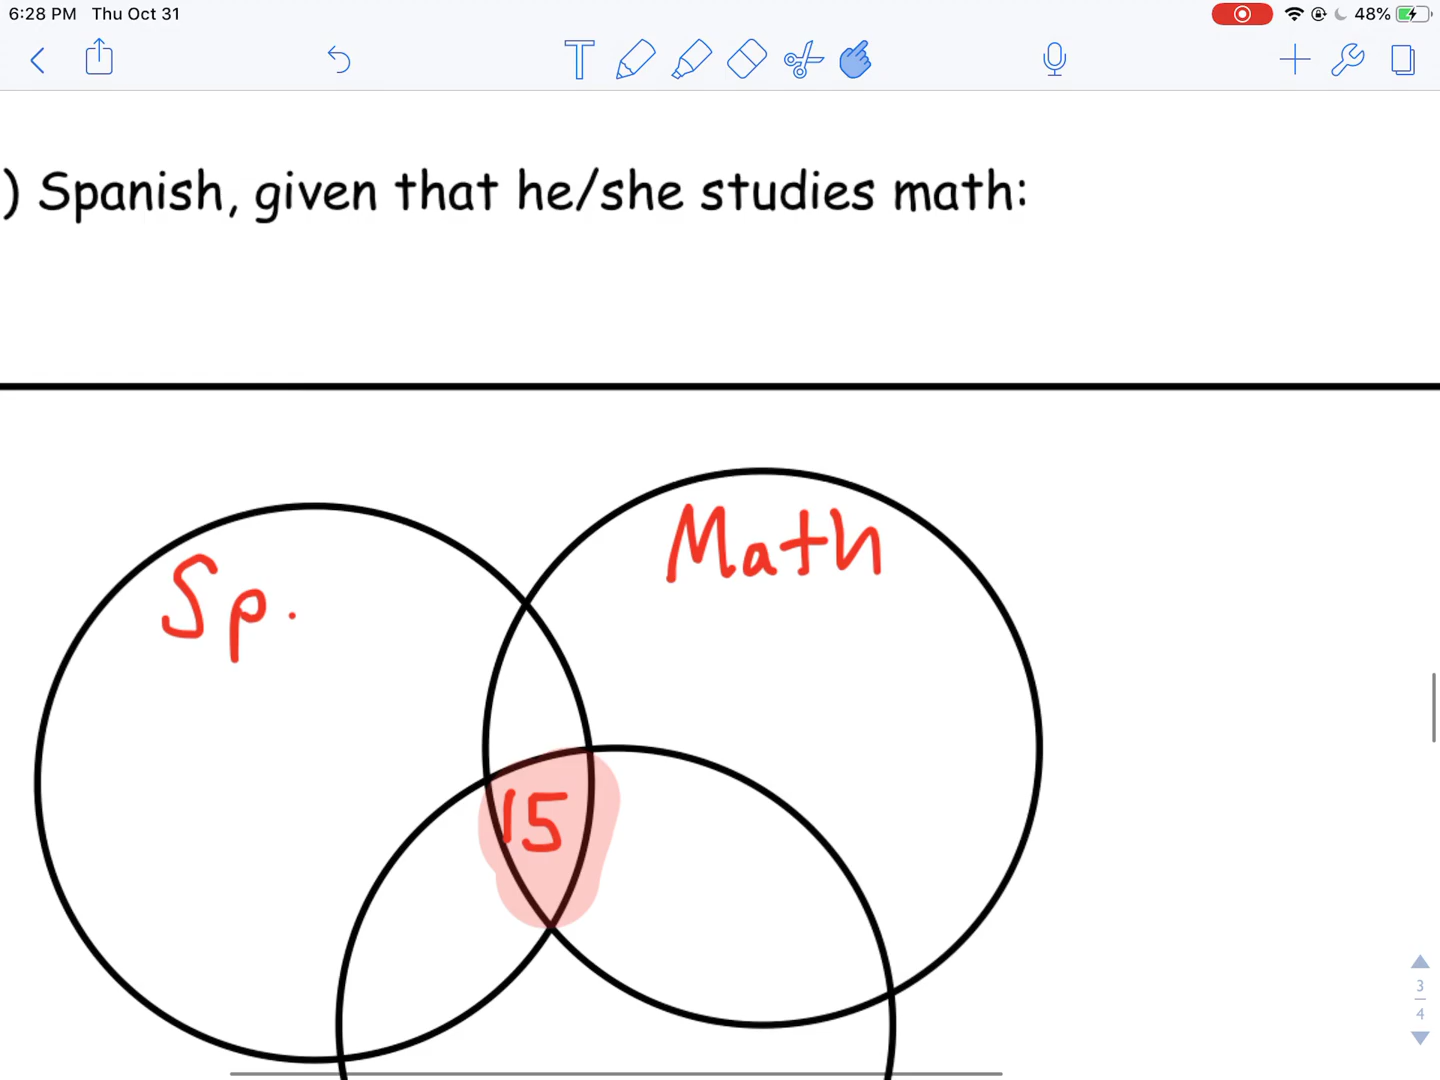 6:28 PM Thu Oct 31
48%
T
) Spanish, given that he/she studies math:
Math
Sp.
15
3
4